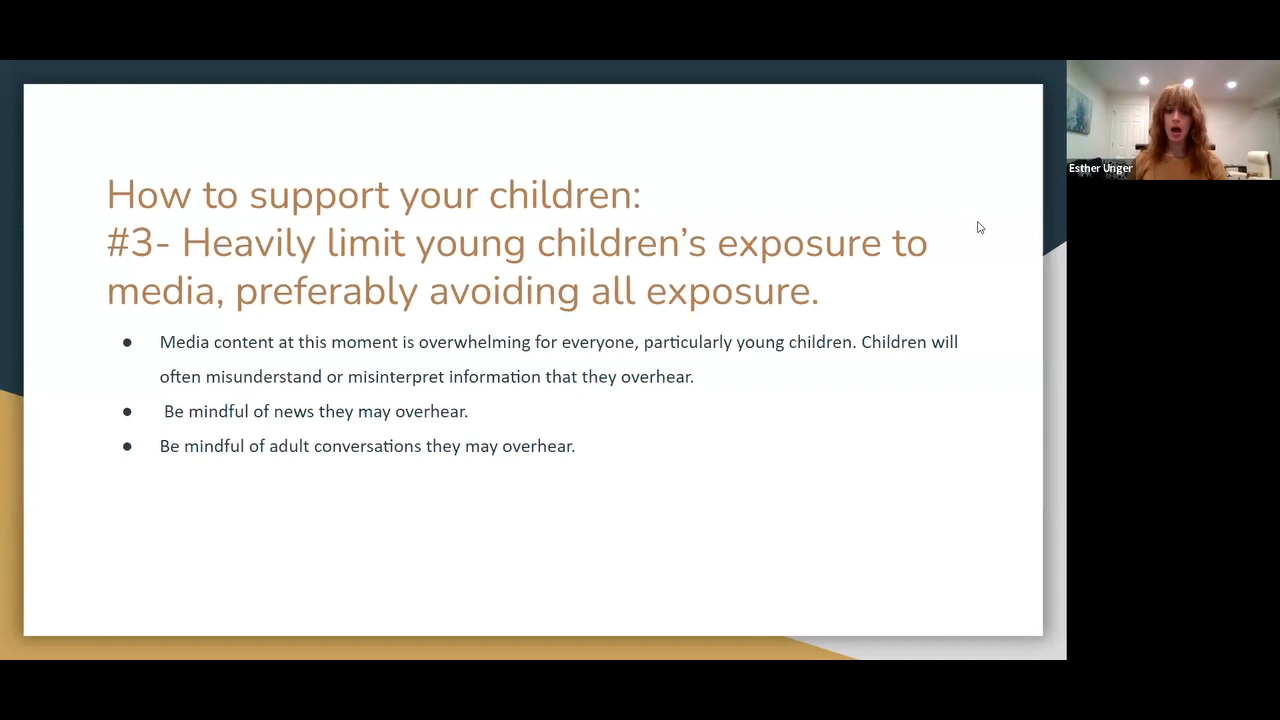 How to support your children:
#3- Heavily limit young children’s exposure to
media, preferably avoiding all exposure.
● Media content at this moment is overwhelming for everyone, particularly young children. Children will
often misunderstand or misinterpret information that they overhear.
● Be mindful of news they may overhear.
● Be mindful of adult conversations they may overhear.
Esther Unger